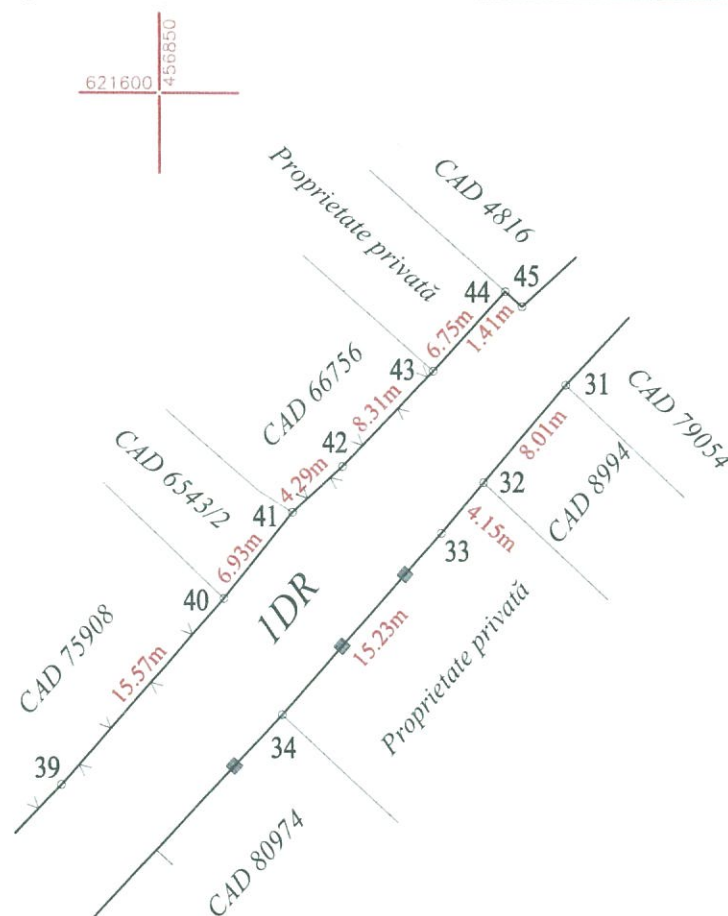 456850
621600
Proprietate privată
CAD 4816
44
45
6.75m
1.41m
43
CAD 66756
8.31m
31
CAD 79054
8.01m
42
4.29m
32
CAD 8994
CAD 6543/2
41
4.15m
33
6.93m
40
1DR
15.23m
Proprietate privată
CAD 75908
15.57m
34
39
CAD 80974